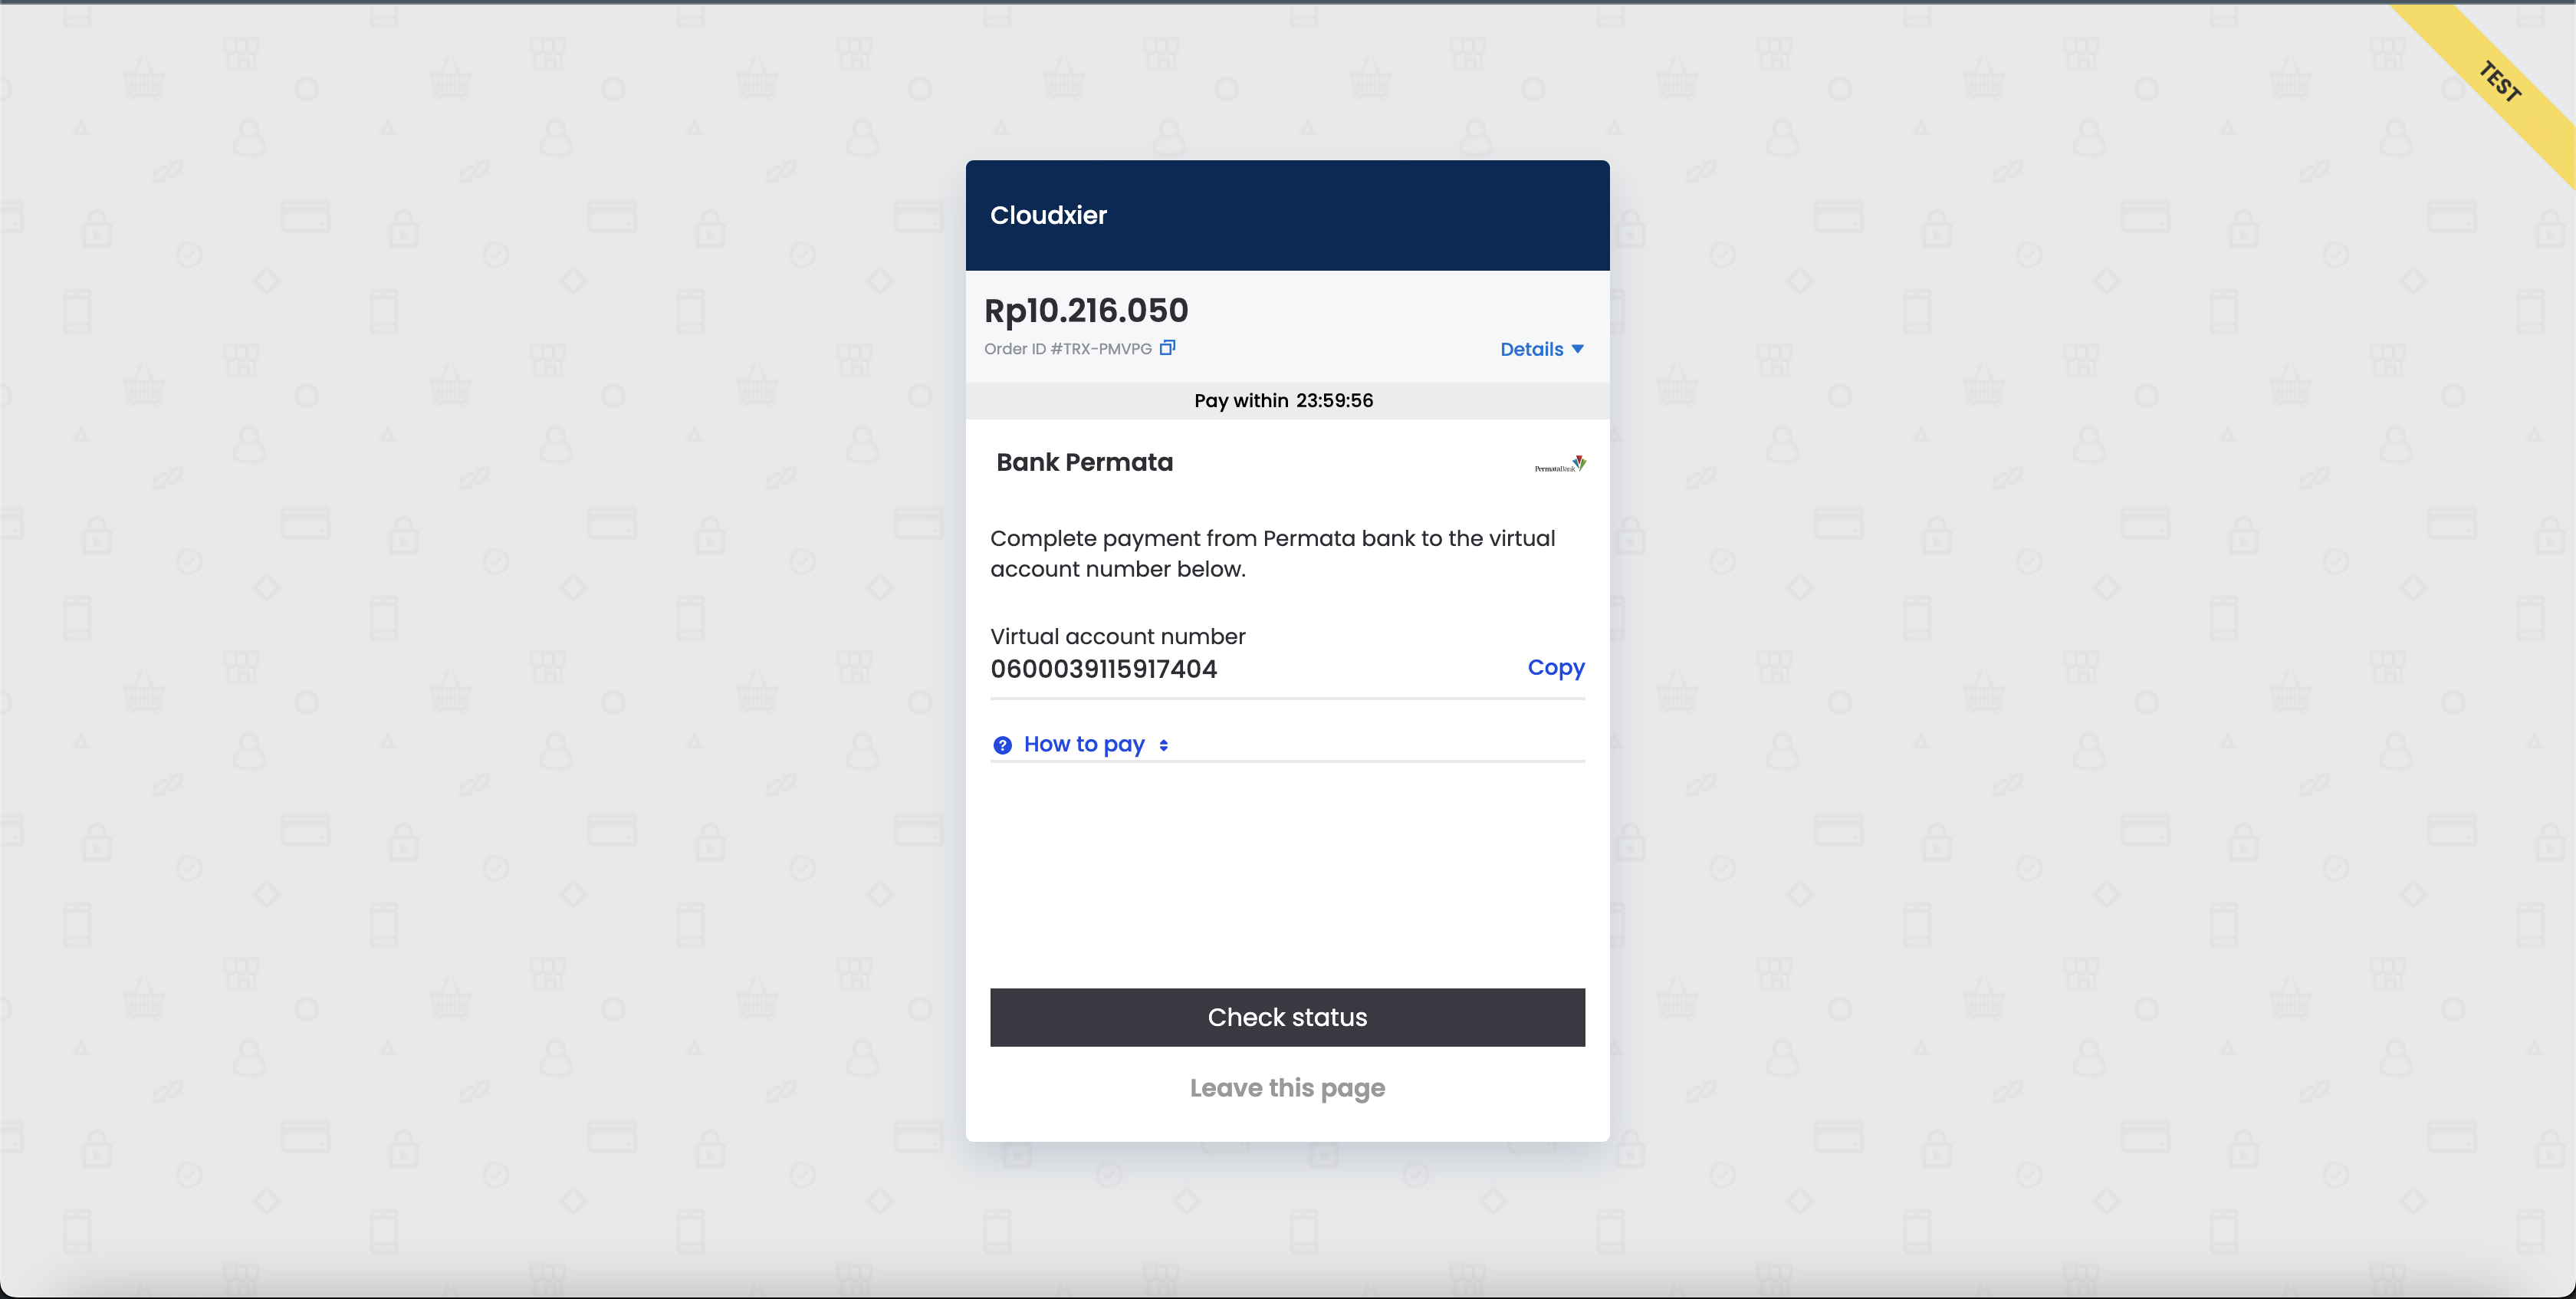 TEST
Cloudxier
Rp10.216.050
Order ID #TRX-PMVPG
Details
Pay within 23:59:56
Bank Permata
PermataBank
Complete payment from Permata bank to the virtual
account number below.
Virtual account number
0600039115917404
Copy
? How to pay
Check status
Leave this page